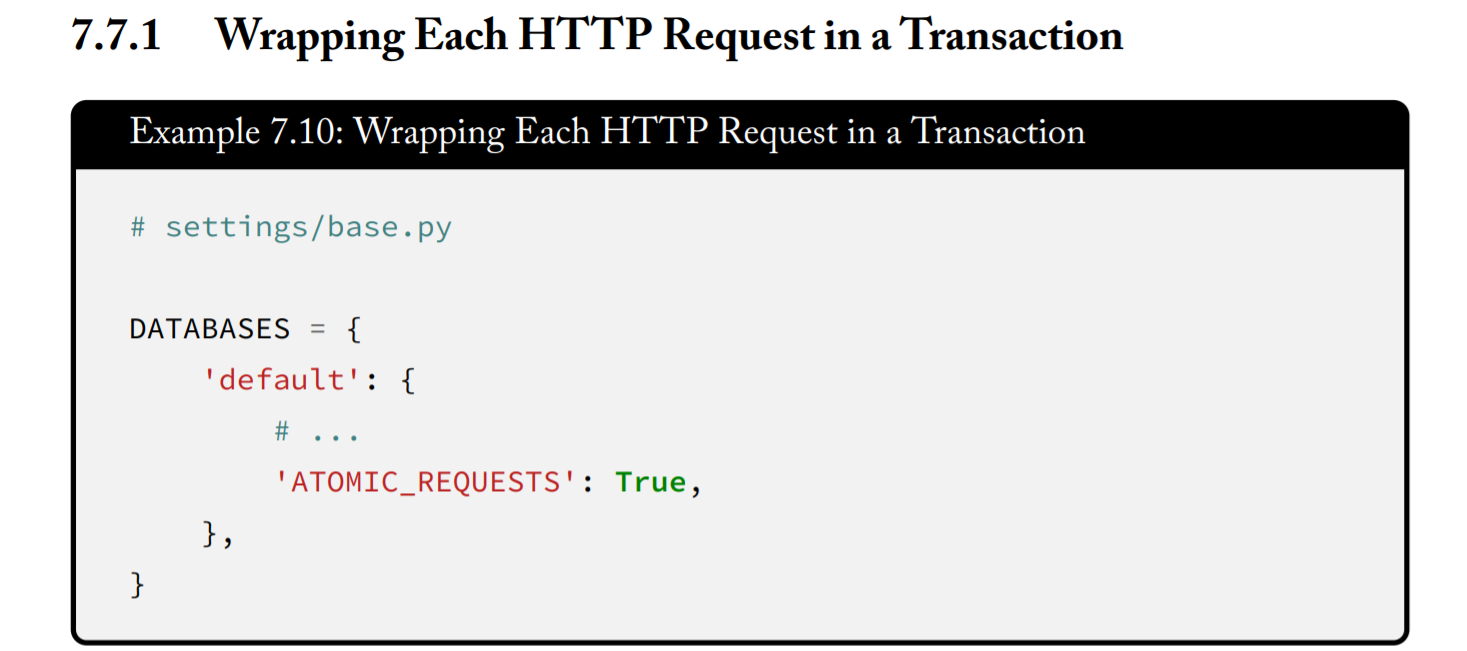 7.7.1 Wrapping Each HTTP Request in a Transaction
Example 7.10: Wrapping Each HTTP Request in a Transaction
# settings/base.py
DATABASES = {
    'default': {
        # ...
        'ATOMIC_REQUESTS': True,
    },
}